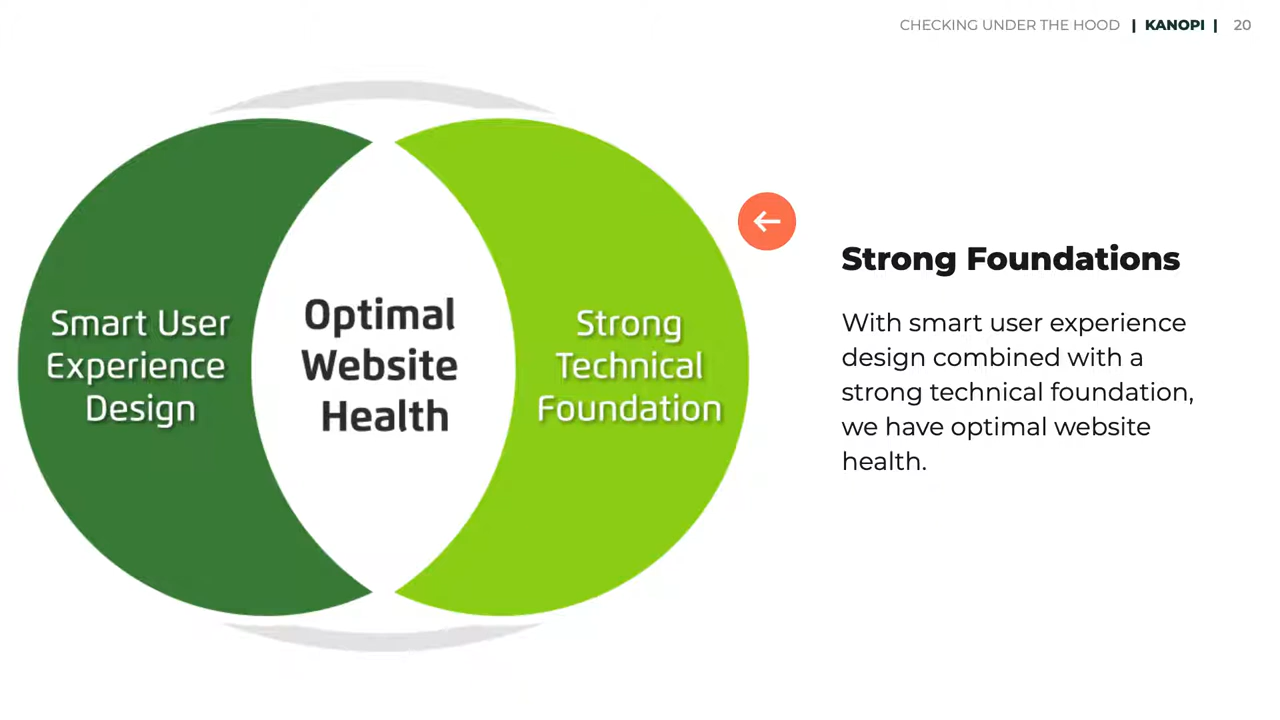 CHECKING UNDER THE HOOD | KANOPI | 20
Smart User
Experience
Design
Optimal
Website
Health
Strong
Technical
Foundation
Strong Foundations
With smart user experience
design combined with a
strong technical foundation,
we have optimal website
health.